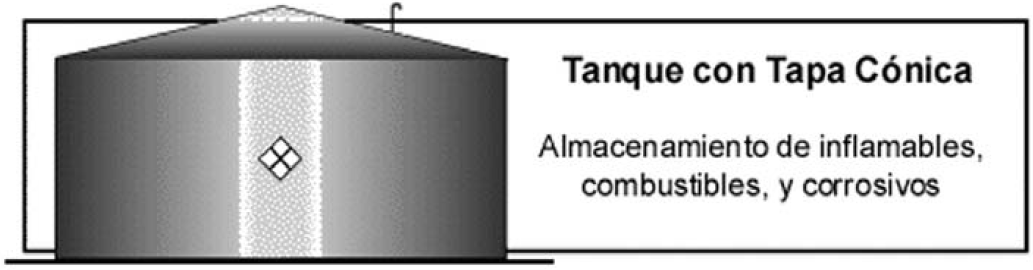 Tanque con Tapa Cónica
Almacenamiento de inflamables,
combustibles, y corrosivos